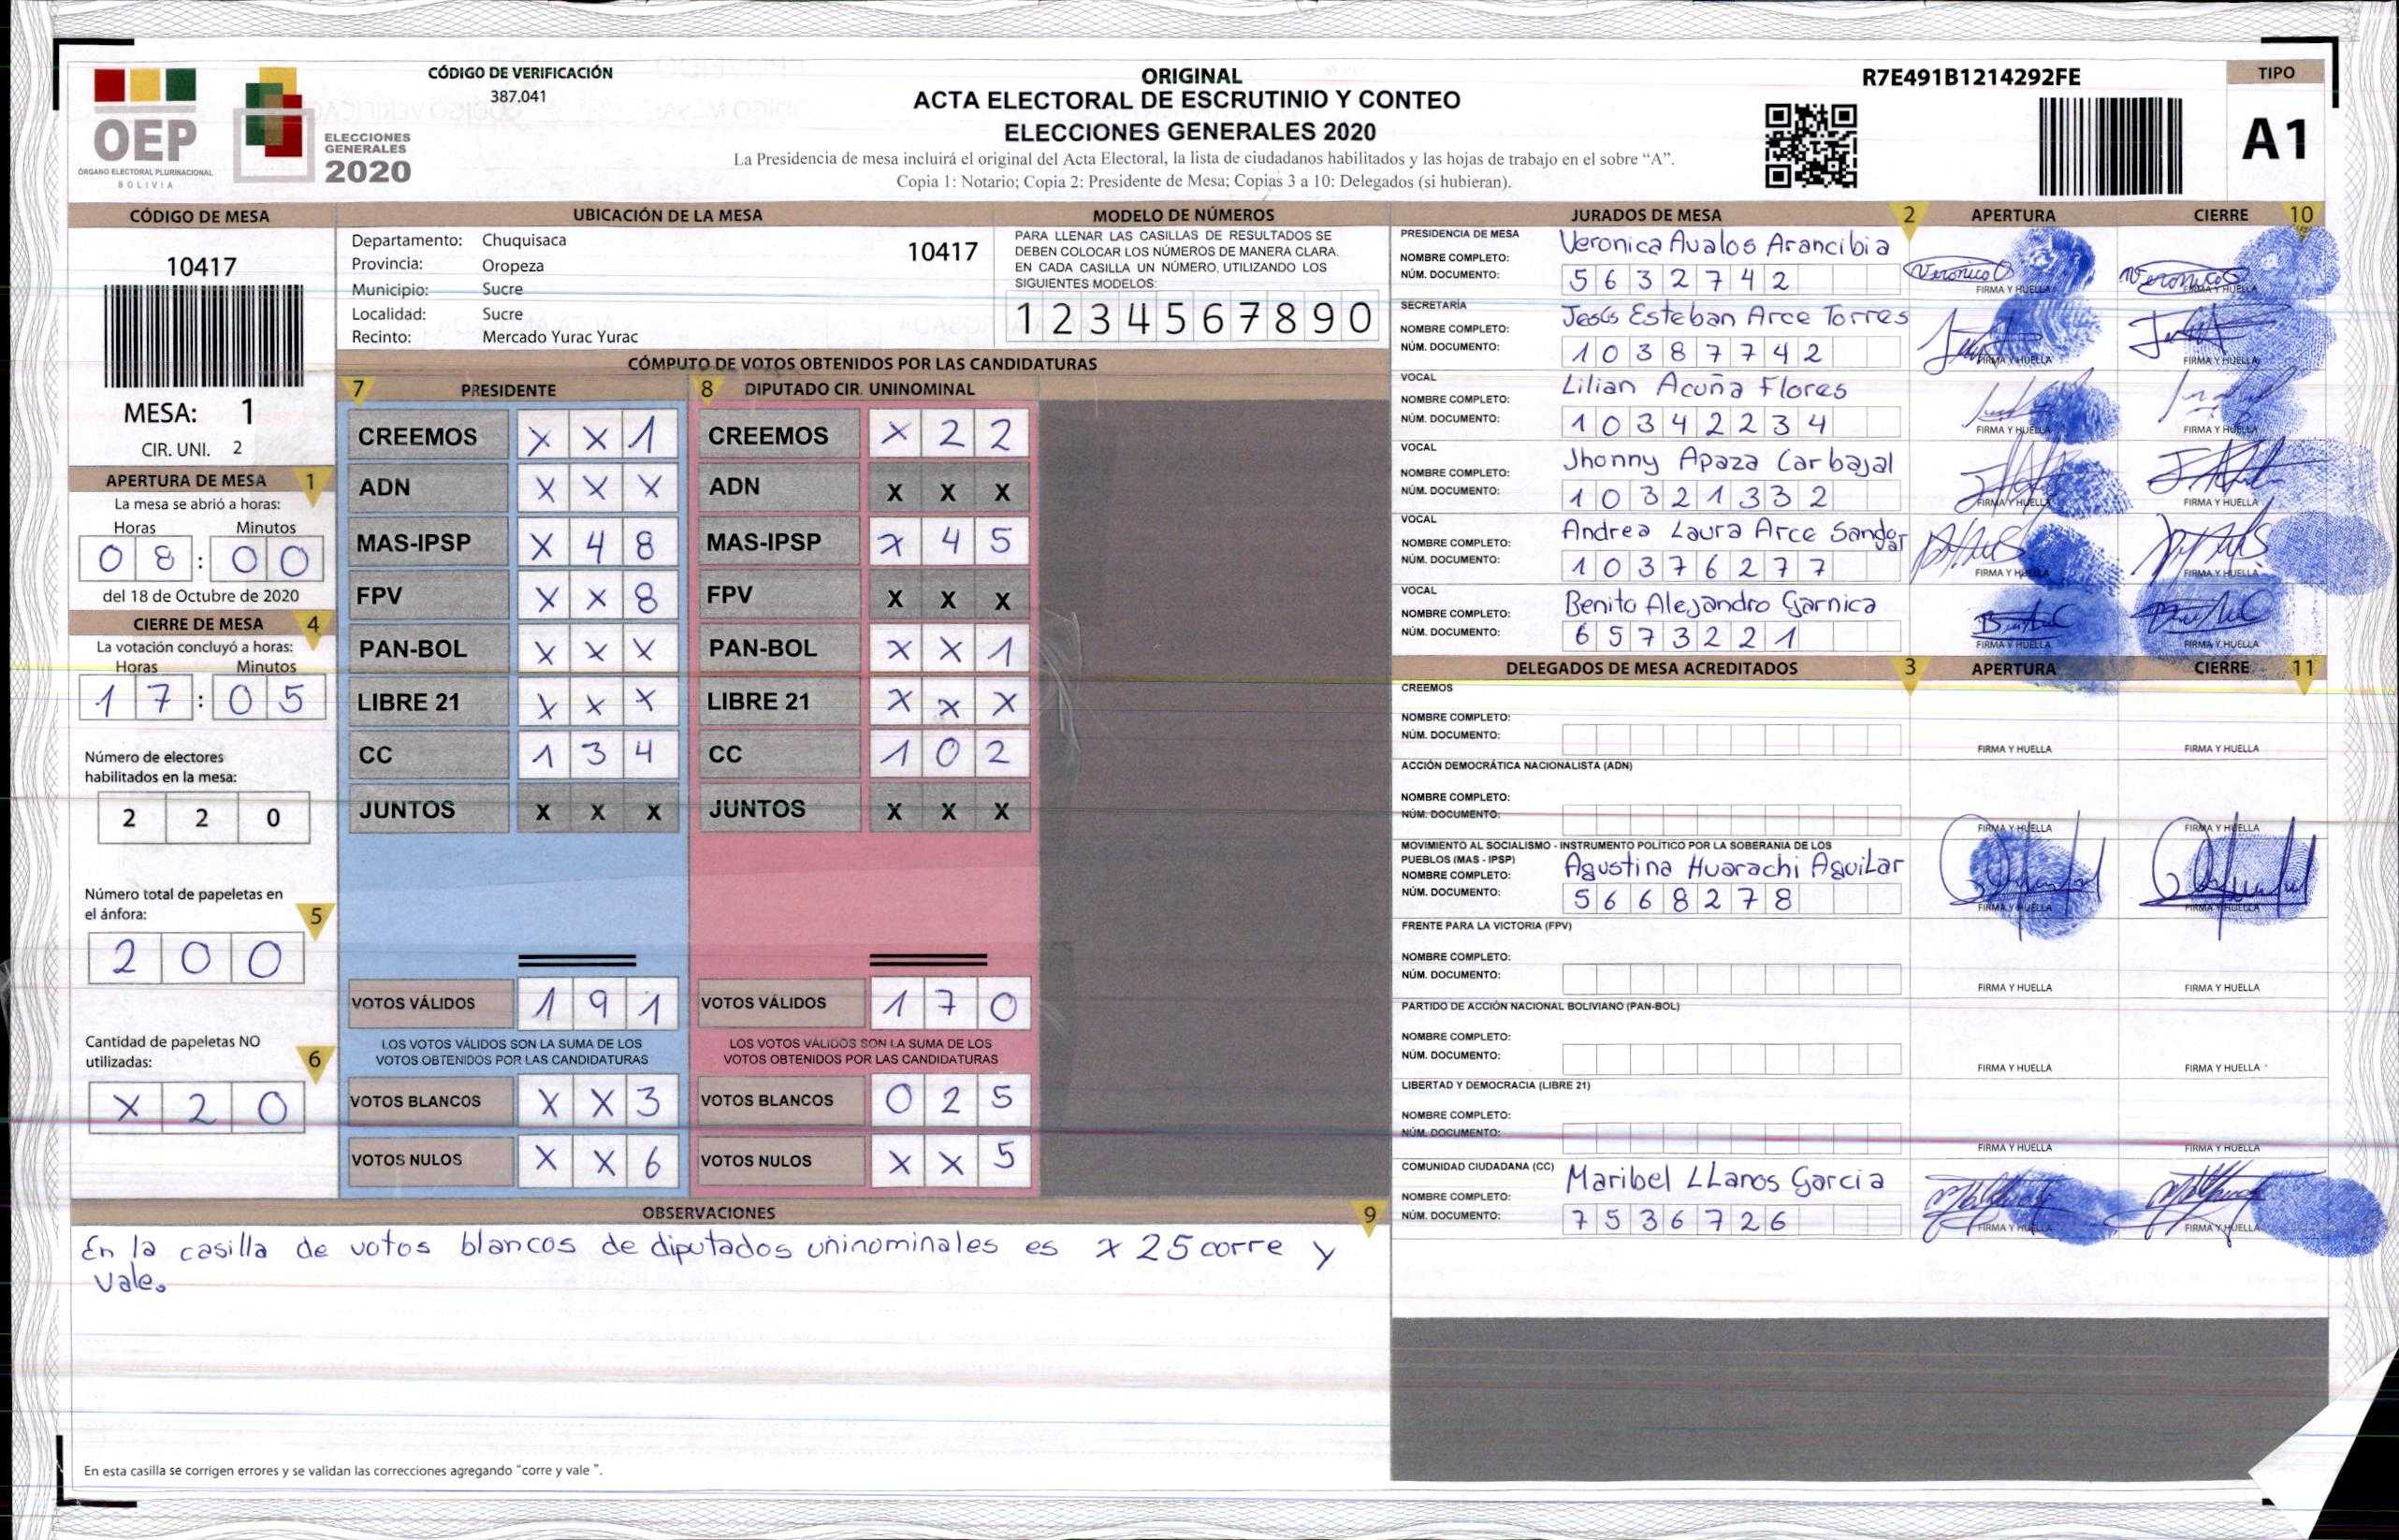 OEP
ÓRGANO ELECTORAL PLURINACIONAL
BOLIVIA
ELECCIONES
GENERALES
2020
CÓDIGO DE VERIFICACIÓN
387.041
ORIGINAL
ACTA ELECTORAL DE ESCRUTINIO Y CONTEO
ELECCIONES GENERALES 2020
La Presidencia de mesa incluirá el original del Acta Electoral, la lista de ciudadanos habilitados y las hojas de trabajo en el sobre “A”.
Copia 1: Notario; Copia 2: Presidente de Mesa; Copias 3 a 10: Delegados (si hubieran).
R7E491B1214292FE
TIPO
A1
CÓDIGO DE MESA
10417
MESA: 1
CIR. UNI. 2
APERTURA DE MESA 1
La mesa se abrió a horas:
Horas Minutos
0 8 : 0 0
del 18 de Octubre de 2020
CIERRE DE MESA 4
La votación concluyó a horas:
Horas Minutos
1 7 : 0 5
Número de electores
habilitados en la mesa:
2 2 0
Número total de papeletas en
el ánfora: 5
2 0 0
Cantidad de papeletas NO
utilizadas: 6
X 2 0
UBICACIÓN DE LA MESA
Departamento: Chuquisaca 10417
Provincia: Oropeza
Municipio: Sucre
Localidad: Sucre
Recinto: Mercado Yurac Yurac
MODELO DE NÚMEROS
PARA LLENAR LAS CASILLAS DE RESULTADOS SE
DEBEN COLOCAR LOS NÚMEROS DE MANERA CLARA.
EN CADA CASILLA UN NÚMERO, UTILIZANDO LOS
SIGUIENTES MODELOS:
1 2 3 4 5 6 7 8 9 0
CÓMPUTO DE VOTOS OBTENIDOS POR LAS CANDIDATURAS
7 PRESIDENTE
CREEMOS X X 1
ADN X X X
MAS-IPSP X 4 8
FPV X X 8
PAN-BOL X X X
LIBRE 21 X X X
CC 1 3 4
JUNTOS X X X
VOTOS VÁLIDOS 1 9 1
LOS VOTOS VÁLIDOS SON LA SUMA DE LOS
VOTOS OBTENIDOS POR LAS CANDIDATURAS
VOTOS BLANCOS X X 3
VOTOS NULOS X X 6
8 DIPUTADO CIR. UNINOMINAL
CREEMOS X 2 2
ADN X X X
MAS-IPSP X 4 5
FPV X X X
PAN-BOL X X 1
LIBRE 21 X X X
CC 1 0 2
JUNTOS X X X
VOTOS VÁLIDOS 1 7 0
LOS VOTOS VÁLIDOS SON LA SUMA DE LOS
VOTOS OBTENIDOS POR LAS CANDIDATURAS
VOTOS BLANCOS 0 2 5
VOTOS NULOS X X 5
OBSERVACIONES 9
En la casilla de votos blancos de diputados uninominales es x 25 corre y
vale.
En esta casilla se corrigen errores y se validan las correcciones agregando “corre y vale ”.
JURADOS DE MESA 2 APERTURA CIERRE 10
PRESIDENCIA DE MESA
NOMBRE COMPLETO: Veronica Avalos Arancibia
NÚM. DOCUMENTO: 5 6 3 2 7 4 2
FIRMA Y HUELLA FIRMA Y HUELLA
SECRETARÍA
NOMBRE COMPLETO: Jesús Esteban Arce Torres
NÚM. DOCUMENTO: 1 0 3 8 7 7 4 2
FIRMA Y HUELLA FIRMA Y HUELLA
VOCAL
NOMBRE COMPLETO: Lilian Acuña Flores
NÚM. DOCUMENTO: 1 0 3 4 2 2 3 4
FIRMA Y HUELLA FIRMA Y HUELLA
VOCAL
NOMBRE COMPLETO: Jhonny Apaza Carbajal
NÚM. DOCUMENTO: 1 0 3 2 1 3 3 2
FIRMA Y HUELLA FIRMA Y HUELLA
VOCAL
NOMBRE COMPLETO: Andrea Laura Arce
NÚM. DOCUMENTO: 1 0 3 7 6 2 7 7
FIRMA Y HUELLA FIRMA Y HUELLA
VOCAL
NOMBRE COMPLETO: Benito Alejandro Garnica
NÚM. DOCUMENTO: 6 5 7 3 2 2 1
FIRMA Y HUELLA FIRMA Y HUELLA
DELEGADOS DE MESA ACREDITADOS 3 APERTURA CIERRE 11
CREEMOS
NOMBRE COMPLETO:
NÚM. DOCUMENTO:
FIRMA Y HUELLA FIRMA Y HUELLA
ACCIÓN DEMOCRÁTICA NACIONALISTA (ADN)
NOMBRE COMPLETO:
NÚM. DOCUMENTO:
FIRMA Y HUELLA FIRMA Y HUELLA
MOVIMIENTO AL SOCIALISMO - INSTRUMENTO POLÍTICO POR LA SOBERANIA DE LOS
PUEBLOS (MAS - IPSP)
NOMBRE COMPLETO: Agustina Huarachi Aguilar
NÚM. DOCUMENTO: 5 6 6 8 2 7 8
FIRMA Y HUELLA FIRMA Y HUELLA
FRENTE PARA LA VICTORIA (FPV)
NOMBRE COMPLETO:
NÚM. DOCUMENTO:
FIRMA Y HUELLA FIRMA Y HUELLA
PARTIDO DE ACCIÓN NACIONAL BOLIVIANO (PAN-BOL)
NOMBRE COMPLETO:
NÚM. DOCUMENTO:
FIRMA Y HUELLA FIRMA Y HUELLA
LIBERTAD Y DEMOCRACIA (LIBRE 21)
NOMBRE COMPLETO:
NÚM. DOCUMENTO:
FIRMA Y HUELLA FIRMA Y HUELLA
COMUNIDAD CIUDADANA (CC)
NOMBRE COMPLETO: Maribel LLanos Garcia
NÚM. DOCUMENTO: 7 5 3 6 7 2 6
FIRMA Y HUELLA FIRMA Y HUELLA